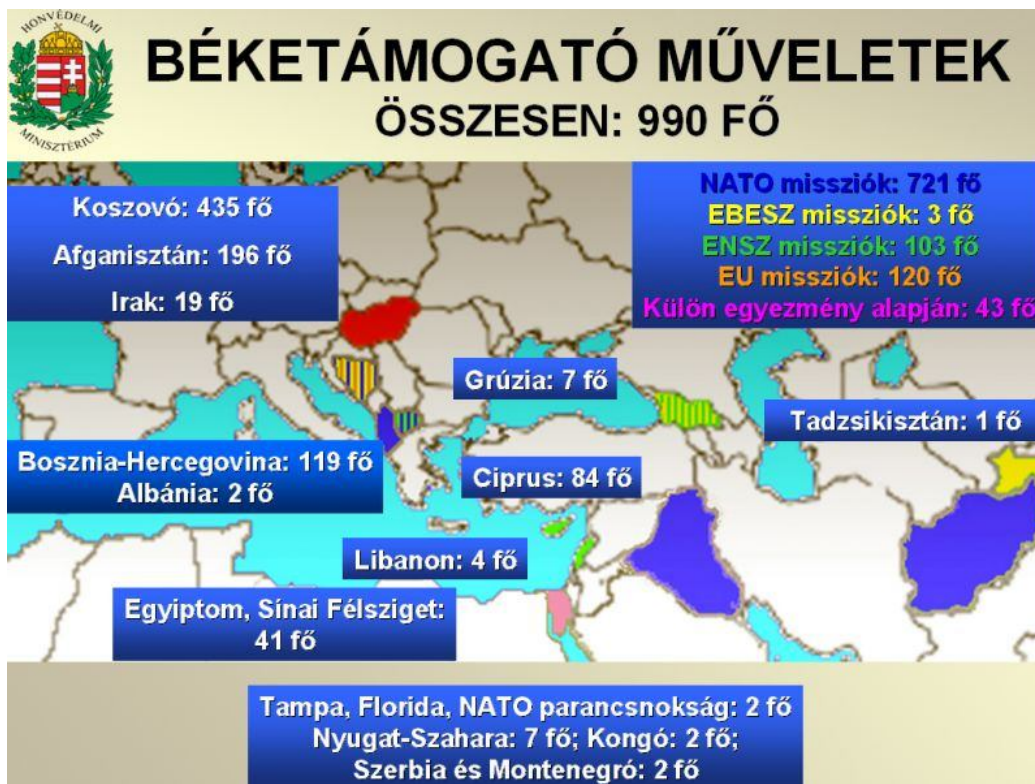 HONVÉDELMI
MINISZTÉRIUM
BÉKETÁMOGATÓ MŰVELETEK
ÖSSZESEN: 990 FŐ
Koszovó: 435 fő
Afganisztán: 196 fő
Irak: 19 fő
NATO missziók: 721 fő
EBESZ missziók: 3 fő
ENSZ missziók: 103 fő
EU missziók: 120 fő
Külön egyezmény alapján: 43 fő
Grúzia: 7 fő
Tadzsikisztán: 1 fő
Bosznia-Hercegovina: 119 fő
Albánia: 2 fő
Ciprus: 84 fő
Libanon: 4 fő
Egyiptom, Sínai Félsziget:
41 fő
Tampa, Florida, NATO parancsnokság: 2 fő
Nyugat-Szahara: 7 fő; Kongó: 2 fő;
Szerbia és Montenegró: 2 fő